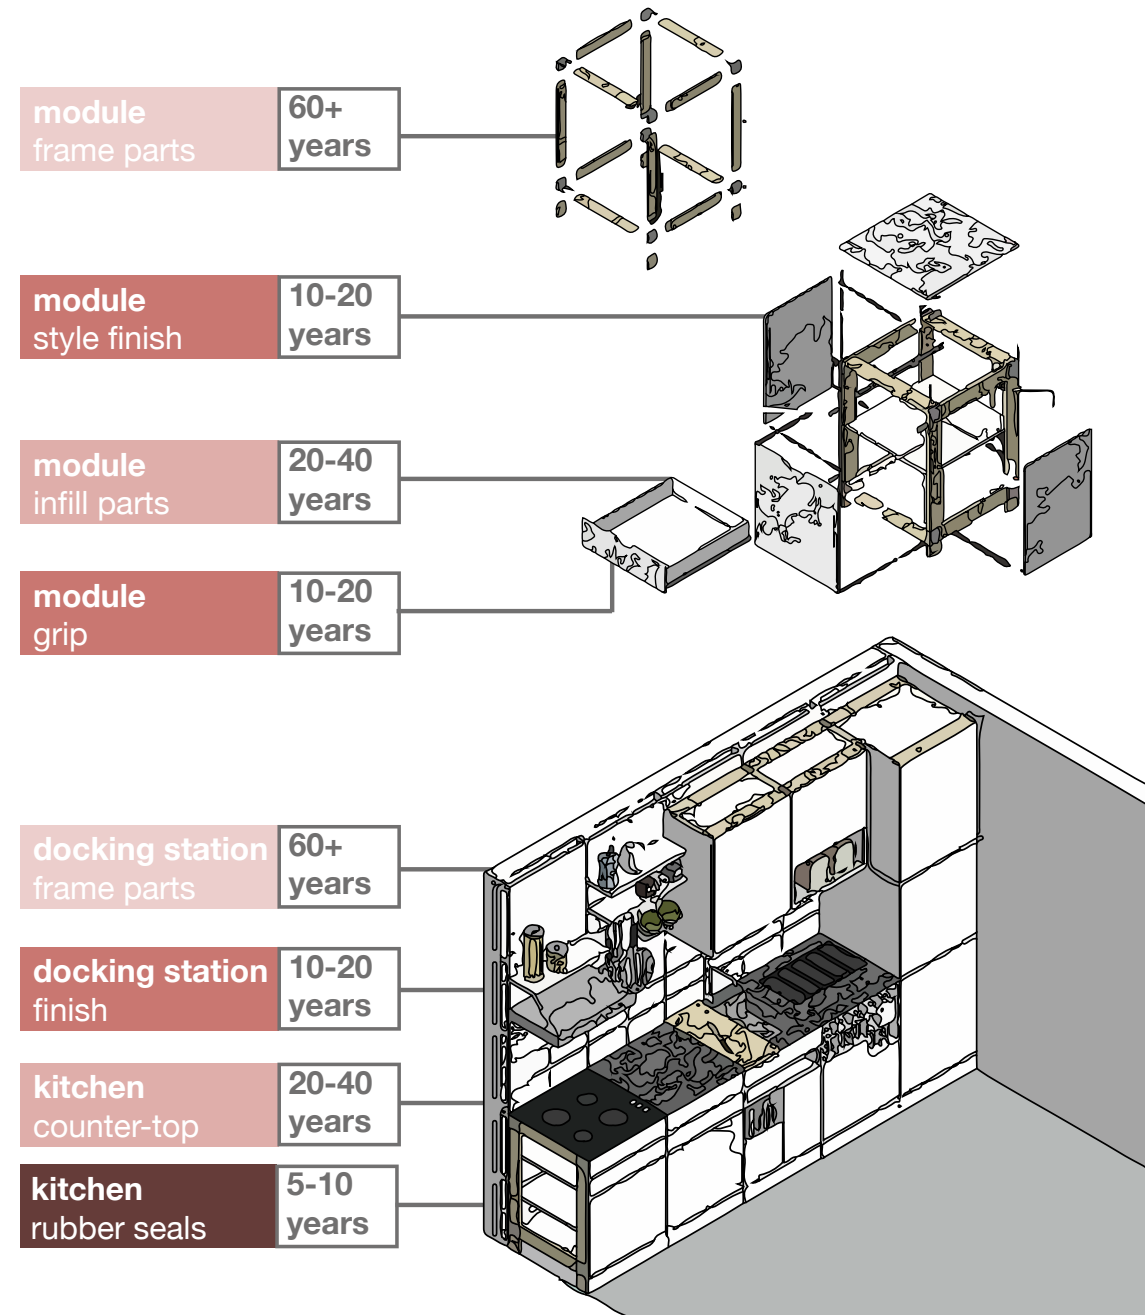 module
frame parts
60+
years
module
style finish
10-20
years
module
infill parts
20-40
years
module
grip
10-20
years
docking station
frame parts
60+
years
docking station
finish
10-20
years
kitchen
counter-top
20-40
years
kitchen
rubber seals
5-10
years